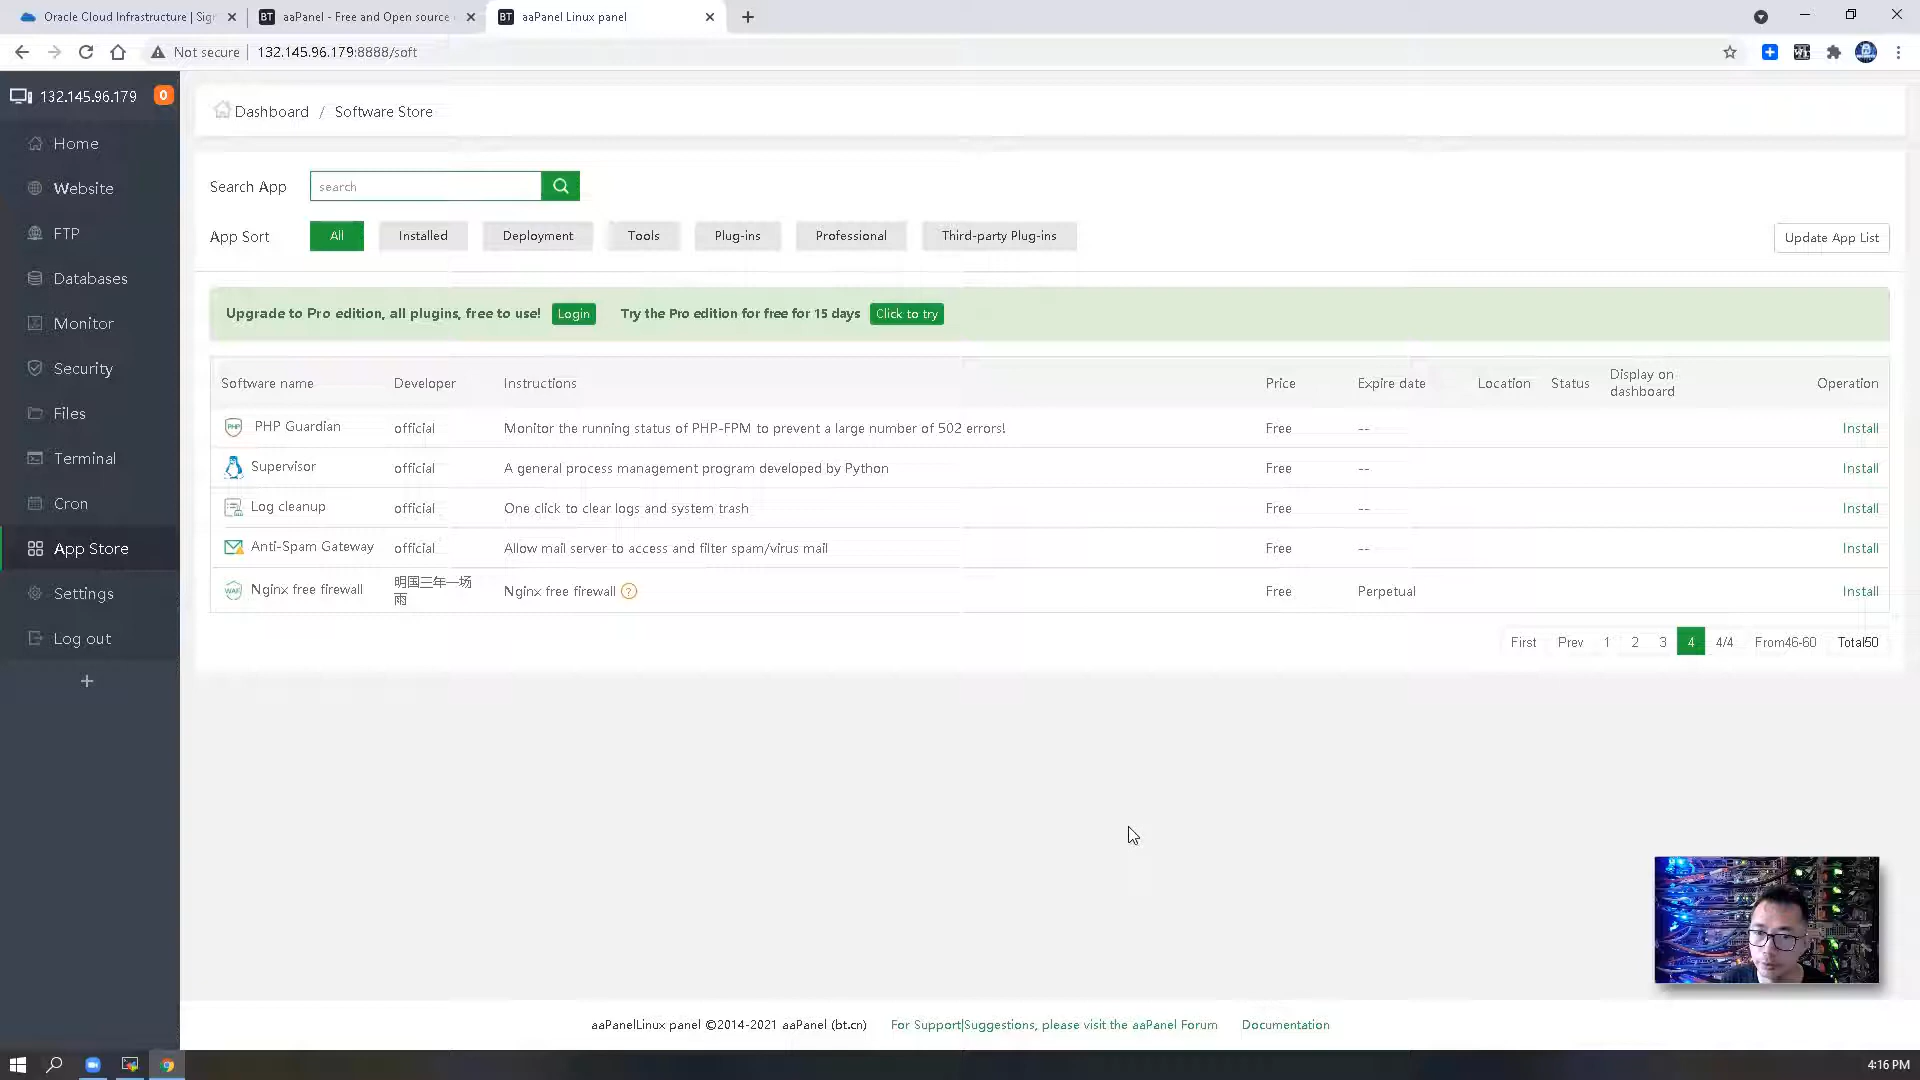 Oracle Cloud Infrastructure | Sig
aaPanel - Free and Open source
aaPanel Linux panel
Not secure
132.145.96.179:8888/soft
132.145.96.179
0
Home
Website
FTP
Databases
Monitor
Security
Files
Terminal
Cron
App Store
Settings
Log out
Dashboard / Software Store
Search App
search
App Sort
All
Installed
Deployment
Tools
Plug-ins
Professional
Third-party Plug-ins
Update App List
Upgrade to Pro edition, all plugins, free to use! Login Try the Pro edition for free for 15 days Click to try
Software name Developer Instructions Price Expire date Location Status Display on dashboard Operation
PHP Guardian official Monitor the running status of PHP-FPM to prevent a large number of 502 errors! Free -- Install
Supervisor official A general process management program developed by Python Free -- Install
Log cleanup official One click to clear logs and system trash Free -- Install
Anti-Spam Gateway official Allow mail server to access and filter spam/virus mail Free -- Install
Nginx free firewall 明国三年一场雨 Nginx free firewall ? Free Perpetual Install
First Prev 1 2 3 4 4/4 From46-60 Total50
aaPanelLinux panel ©2014-2021 aaPanel (bt.cn) For Support|Suggestions, please visit the aaPanel Forum Documentation
4:16 PM